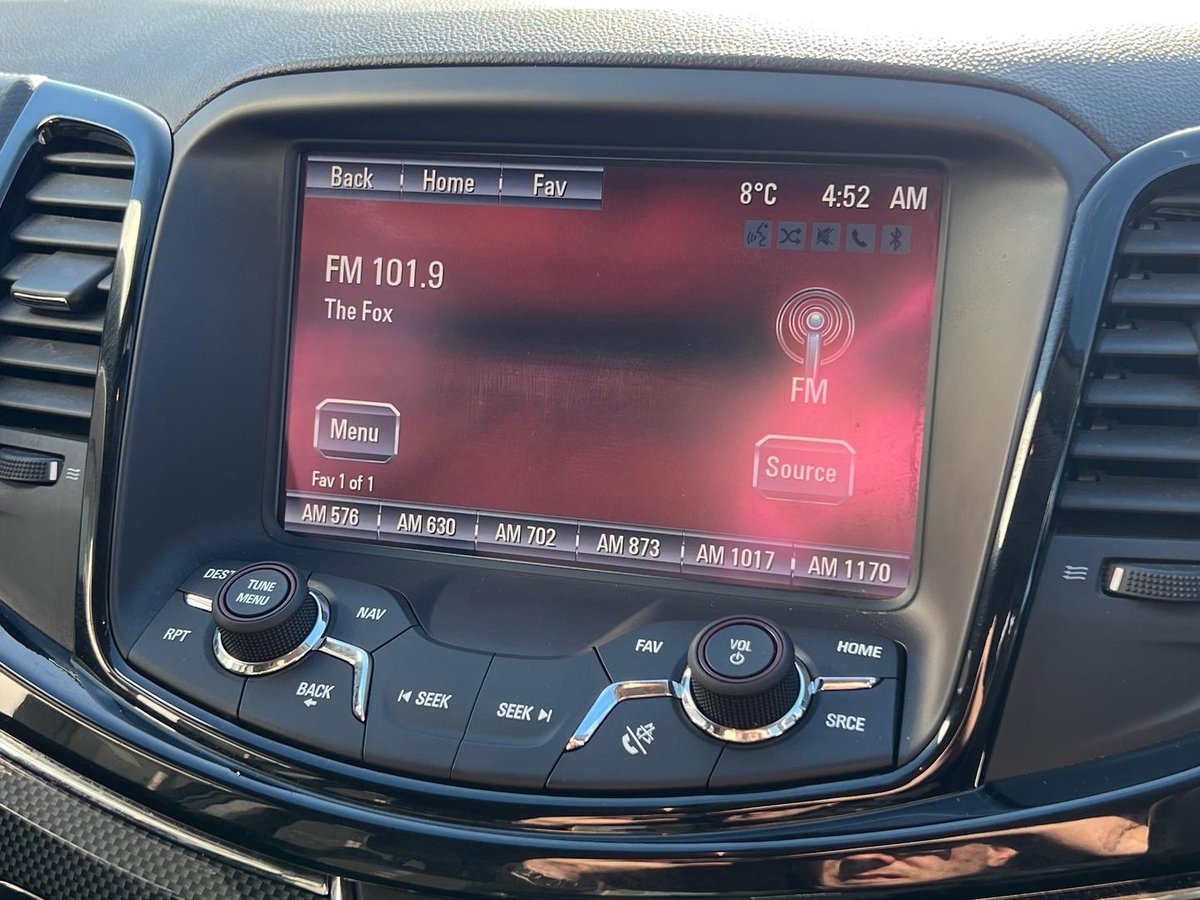 Back Home Fav 8°C 4:52 AM
FM 101.9
The Fox
FM
Menu
Source
Fav 1 of 1
AM 576 AM 630 AM 702 AM 873 AM 1017 AM 1170
DEST
TUNE
MENU
NAV
RPT
BACK
SEEK
SEEK
FAV
VOL
HOME
SRCE